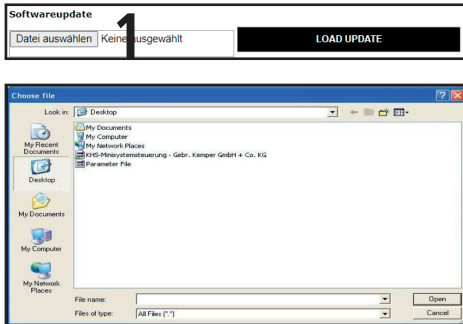 Softwareupdate
Datei auswählen Keine ausgewählt LOAD UPDATE
1
Choose file
Look in: Desktop
My Recent Documents
Desktop
My Documents
My Computer
My Network Places
My Documents
My Computer
My Network Places
KHS-Minisystemsteuerung - Gebr. Kemper GmbH + Co. KG
Parameter File
File name: Open
Files of type: All Files (*.*) Cancel